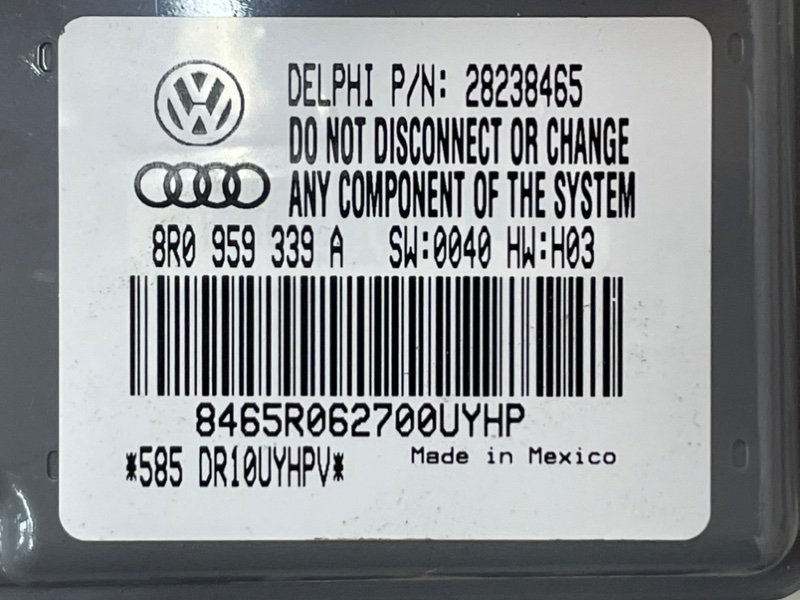 DELPHI P/N: 28238465
DO NOT DISCONNECT OR CHANGE
ANY COMPONENT OF THE SYSTEM
8R0 959 339 A SW:0040 HW:H03
8465R062700UYHP
*585 DR10UYHPV*
Made in Mexico